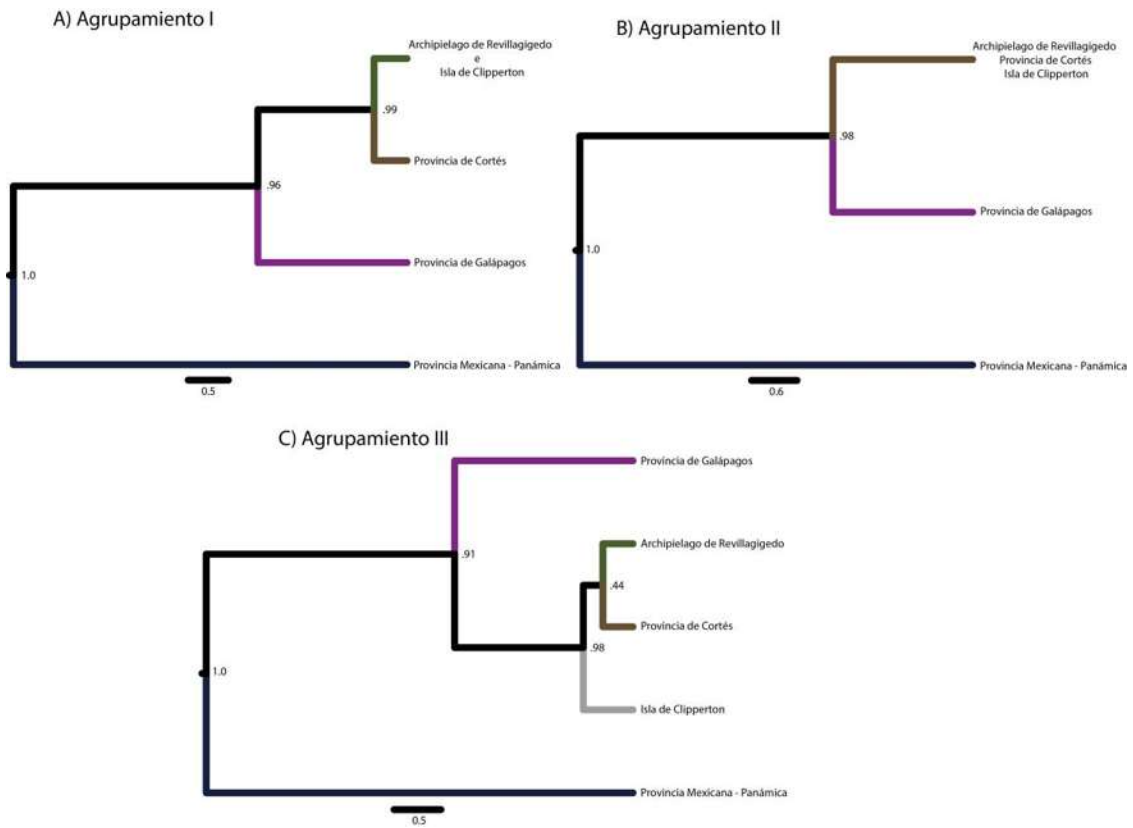 A) Agrupamiento I
Archipielago de Revillagigedo
e
Isla de Clipperton
.99
Provincia de Cortés
.96
Provincia de Galápagos
1.0
Provincia Mexicana - Panámica
0.5
B) Agrupamiento II
Archipielago de Revillagigedo
Provincia de Cortés
Isla de Clipperton
.98
Provincia de Galápagos
1.0
Provincia Mexicana - Panámica
0.6
C) Agrupamiento III
Provincia de Galápagos
.91
Archipielago de Revillagigedo
.44
Provincia de Cortés
.98
1.0
Isla de Clipperton
Provincia Mexicana - Panámica
0.5